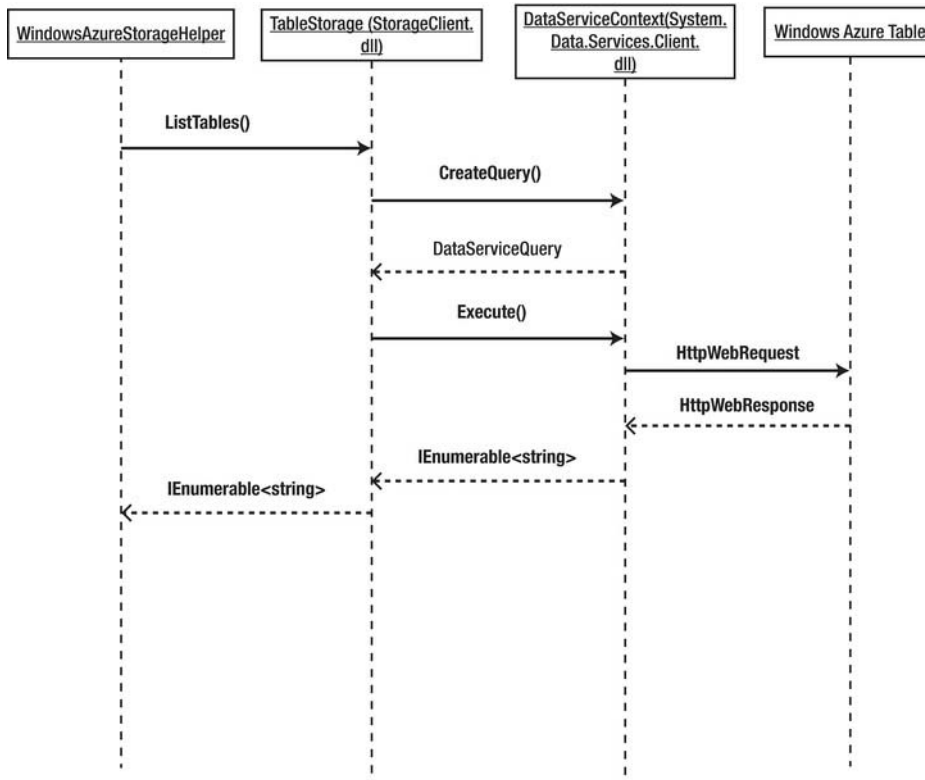 WindowsAzureStorageHelper
TableStorage (StorageClient.
dll)
DataServiceContext(System.
Data.Services.Client.
dll)
Windows Azure Table
ListTables()
CreateQuery()
DataServiceQuery
Execute()
HttpWebRequest
HttpWebResponse
IEnumerable<string>
IEnumerable<string>